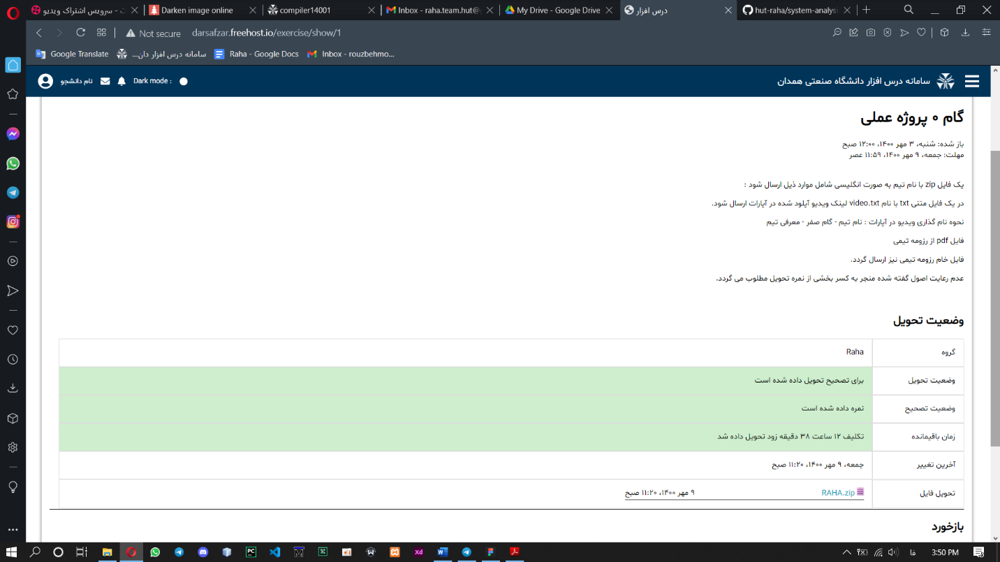 ت - سرویس اشتراک ویدیو
Darken image online
compiler14001
Inbox - raha.team.hut@
My Drive - Google Drive
درس افزار
hut-raha/system-analys
Not secure
darsafzar.freehost.io/exercise/show/1
Google Translate
سامانه درس افزار دان...
Raha - Google Docs
Inbox - rouzbehmo...
نام دانشجو
Dark mode :
سامانه درس افزار دانشگاه صنعتی همدان
گام ۰ پروژه عملی
باز شده: شنبه، ۳ مهر ۱۴۰۰، ۱۲:۰۰ صبح
مهلت: جمعه، ۹ مهر ۱۴۰۰، ۱۱:۵۹ عصر
یک فایل zip با نام تیم به صورت انگلیسی شامل موارد ذیل ارسال شود :
در یک فایل متنی txt با نام video.txt لینک ویدیو آپلود شده در آپارات ارسال شود.
نحوه نام گذاری ویدیو در آپارات : نام تیم - گام صفر - معرفی تیم
فایل pdf از رزومه تیمی
فایل خام رزومه تیمی نیز ارسال گردد.
عدم رعایت اصول گفته شده منجر به کسر بخشی از نمره تحویل مطلوب می گردد.
وضعیت تحویل
گروه
Raha
وضعیت تحویل
برای تصحیح تحویل داده شده است
وضعیت تصحیح
نمره داده شده است
زمان باقیمانده
تکلیف ۱۲ ساعت ۳۸ دقیقه زود تحویل داده شد
آخرین تغییر
جمعه، ۹ مهر ۱۴۰۰، ۱۱:۲۰ صبح
تحویل فایل
RAHA.zip
۹ مهر ۱۴۰۰، ۱۱:۲۰ صبح
بازخورد
PC
Xd
فا
3:50 PM